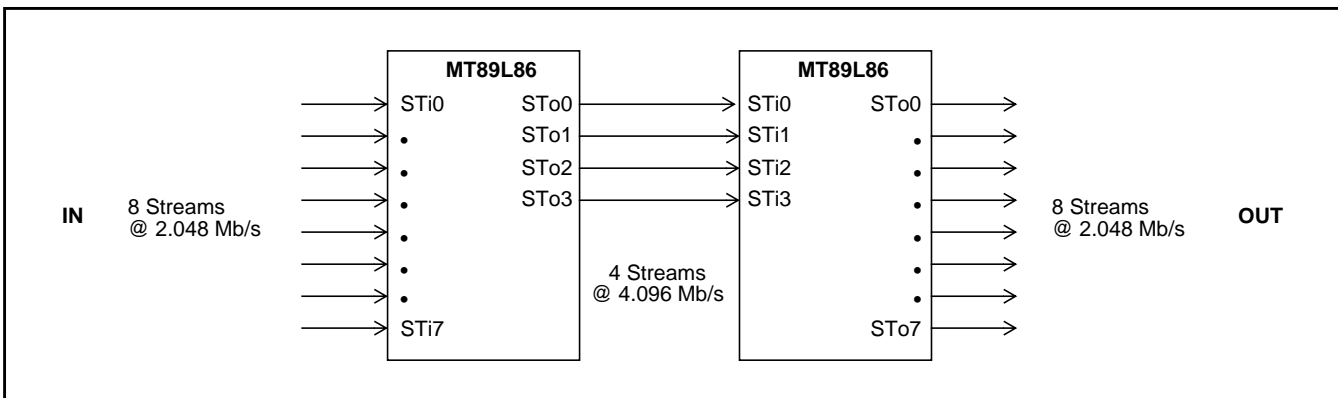 MT89L86
STi0
STo0
STo1
STo2
STo3
STi7
MT89L86
STi0
STi1
STi2
STi3
STo0
STo7
IN
8 Streams
@ 2.048 Mb/s
4 Streams
@ 4.096 Mb/s
8 Streams
@ 2.048 Mb/s
OUT